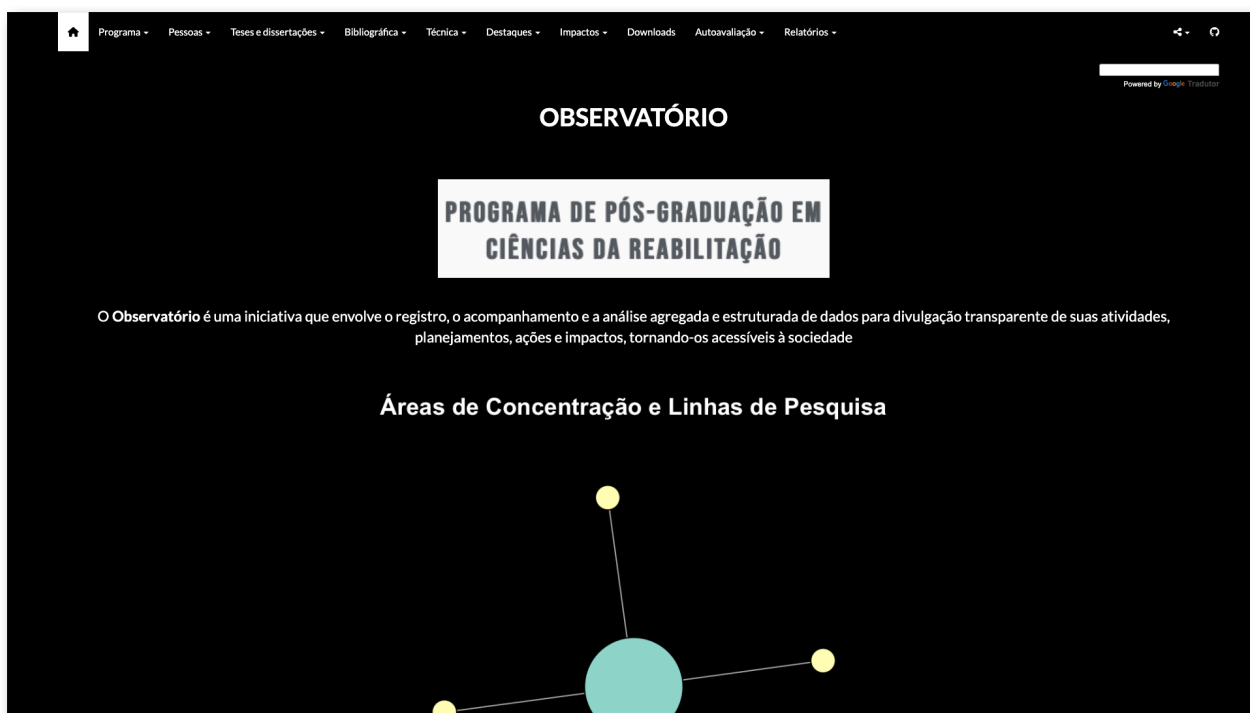 Programa Pessoas Teses e dissertações Bibliográfica Técnica Destaques Impactos Downloads Autoavaliação Relatórios
Powered by Google Tradutor
OBSERVATÓRIO
PROGRAMA DE PÓS-GRADUAÇÃO EM
CIÊNCIAS DA REABILITAÇÃO
O Observatório é uma iniciativa que envolve o registro, o acompanhamento e a análise agregada e estruturada de dados para divulgação transparente de suas atividades,
planejamentos, ações e impactos, tornando-os acessíveis à sociedade
Áreas de Concentração e Linhas de Pesquisa